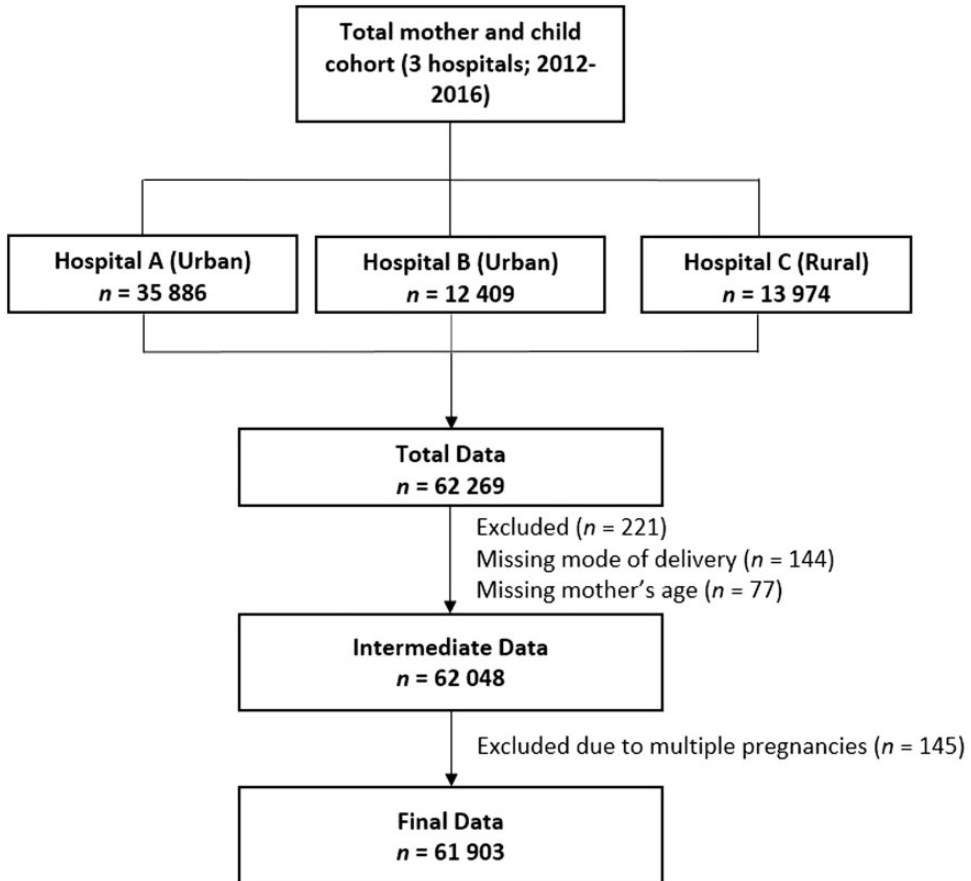 Total mother and child
cohort (3 hospitals; 2012-
2016)
Hospital A (Urban)
n = 35 886
Hospital B (Urban)
n = 12 409
Hospital C (Rural)
n = 13 974
Total Data
n = 62 269
Excluded (n = 221)
Missing mode of delivery (n = 144)
Missing mother's age (n = 77)
Intermediate Data
n = 62 048
Excluded due to multiple pregnancies (n = 145)
Final Data
n = 61 903